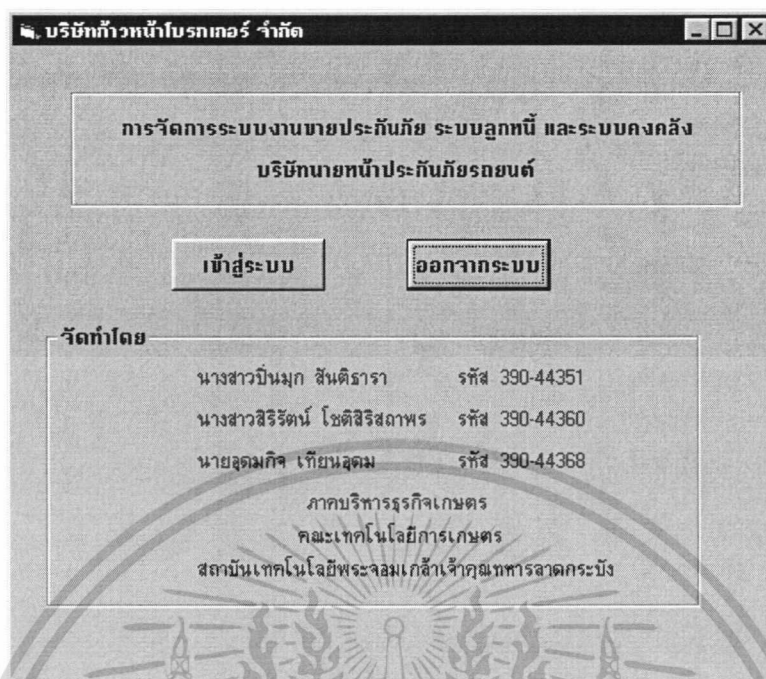 บริษัทก้าวหน้าโบรกเกอร์ จำกัด
การจัดการระบบงานขายประกันภัย ระบบลูกหนี้ และระบบคงคลัง
บริษัทนายหน้าประกันภัยรถยนต์
เข้าสู่ระบบ ออกจากระบบ
จัดทำโดย
นางสาวปิ่นมุก สันติธารา รหัส 390-44351
นางสาวสิริรัตน์ โชติสิริสถาพร รหัส 390-44360
นายอุดมกิจ เทียนอุดม รหัส 390-44368
ภาคบริหารธุรกิจเกษตร
คณะเทคโนโลยีการเกษตร
สถาบันเทคโนโลยีพระจอมเกล้าเจ้าคุณทหารลาดกระบัง